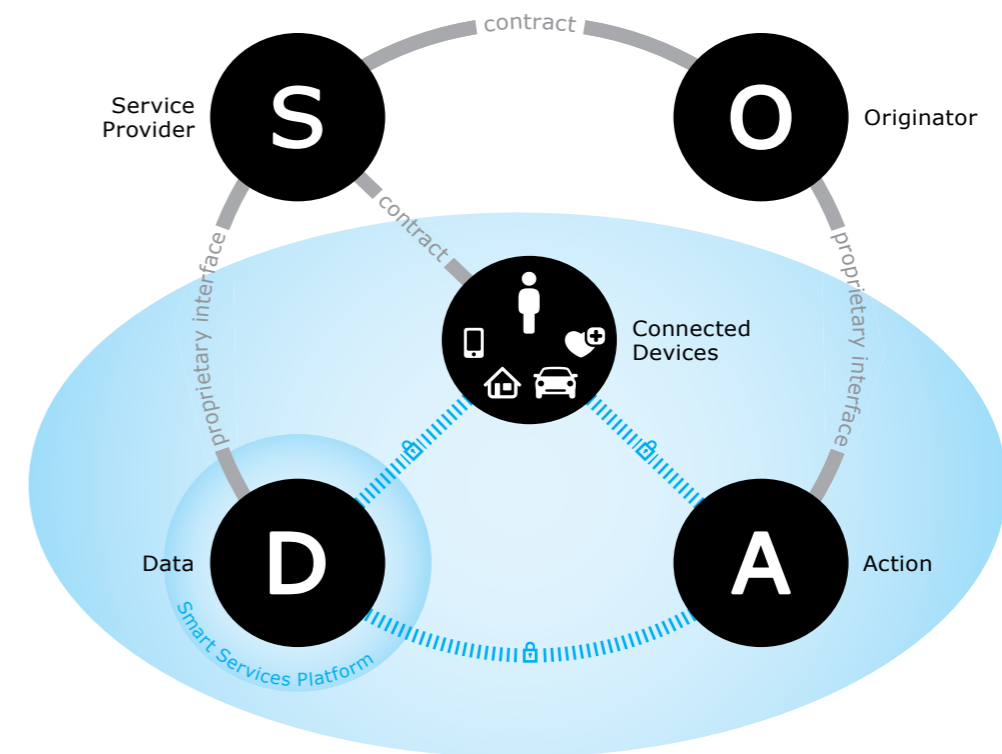 contract
S
O
Service
Provider
Originator
contract
proprietary interface
proprietary interface
Connected
Devices
D
A
Data
Action
Smart Services Platform